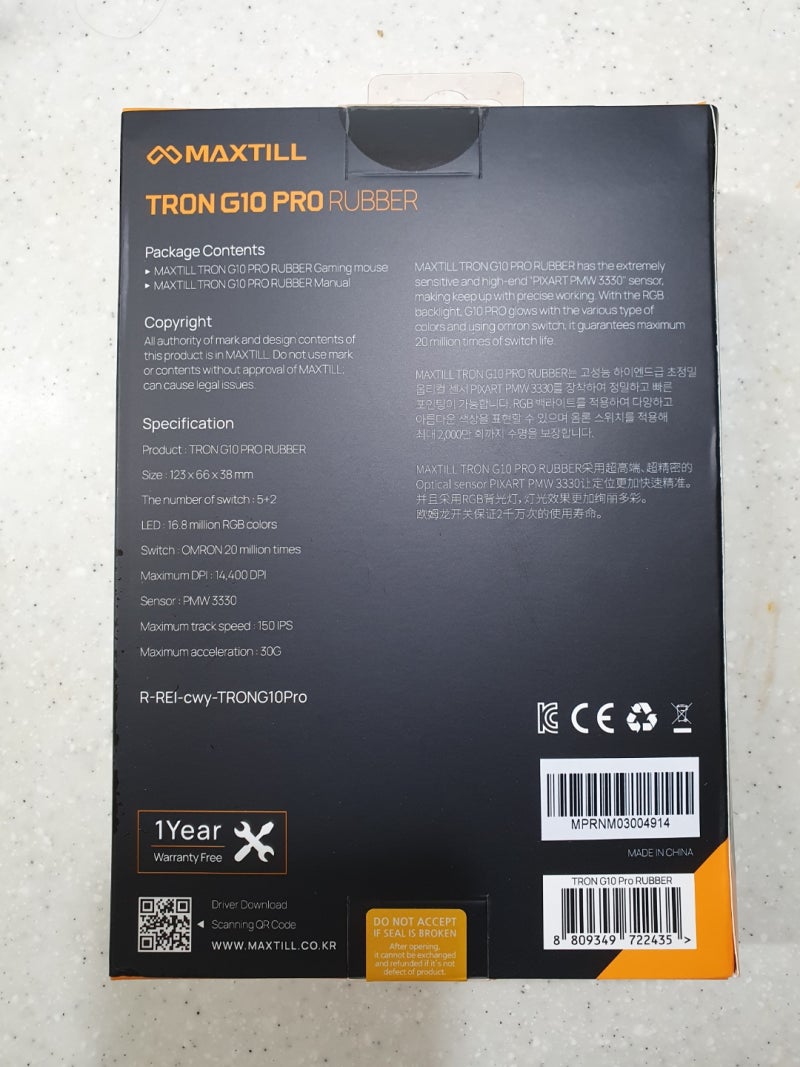 MAXTILL
TRON G10 PRO RUBBER
Package Contents
▸ MAXTILL TRON G10 PRO RUBBER Gaming mouse
▸ MAXTILL TRON G10 PRO RUBBER Manual
Copyright
All authority of mark and design contents of
this product is in MAXTILL. Do not use mark
or contents without approval of MAXTILL;
can cause legal issues.
Specification
Product : TRON G10 PRO RUBBER
Size : 123 x 66 x 38 mm
The number of switch : 5+2
LED : 16.8 million RGB colors
Switch : OMRON 20 million times
Maximum DPI : 14,400 DPI
Sensor : PMW 3330
Maximum track speed : 150 IPS
Maximum acceleration : 30G
R-REI-cwy-TRONG10Pro
MAXTILL TRON G10 PRO RUBBER has the extremely
sensitive and high-end "PIXART PMW 3330" sensor,
making keep up with precise working. With the RGB
backlight, G10 PRO glows with the various type of
colors and using omron switch, it guarantees maximum
20 million times of switch life.
MAXTILL TRON G10 PRO RUBBER는 고성능 하이엔드급 초정밀
옵티컬 센서 PIXART PMW 3330를 장착하여 정밀하고 빠른
포인팅이 가능합니다. RGB 백라이트를 적용하여 다양하고
아름다운 색상을 표현할 수 있으며 옴론 스위치를 적용해
최대 2,000만 회까지 수명을 보장합니다.
MAXTILL TRON G10 PRO RUBBER采用超高端、超精密的
Optical sensor PIXART PMW 3330让定位更加快速精准。
并且采用RGB背光灯, 灯光效果更加绚丽多彩。
欧姆龙开关保证2千万次的使用寿命。
CE
MPRNM03004914
MADE IN CHINA
TRON G10 Pro RUBBER
8 809349 722435 >
1Year
Warranty Free
Driver Download
◀ Scanning QR Code
WWW.MAXTILL.CO.KR
DO NOT ACCEPT
IF SEAL IS BROKEN
After opening,
it cannot be exchanged
and refunded if it's not
defect of product.